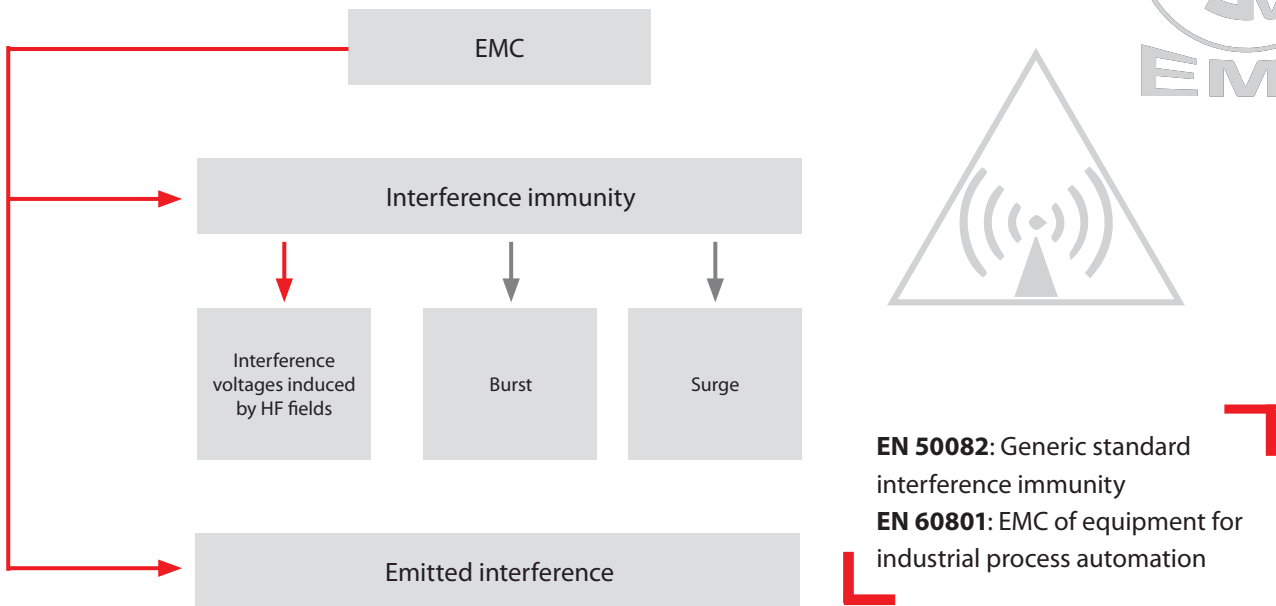 EMC
Interference immunity
Interference
voltages induced
by HF fields
Burst
Surge
Emitted interference
EN 50082: Generic standard
interference immunity
EN 60801: EMC of equipment for
industrial process automation